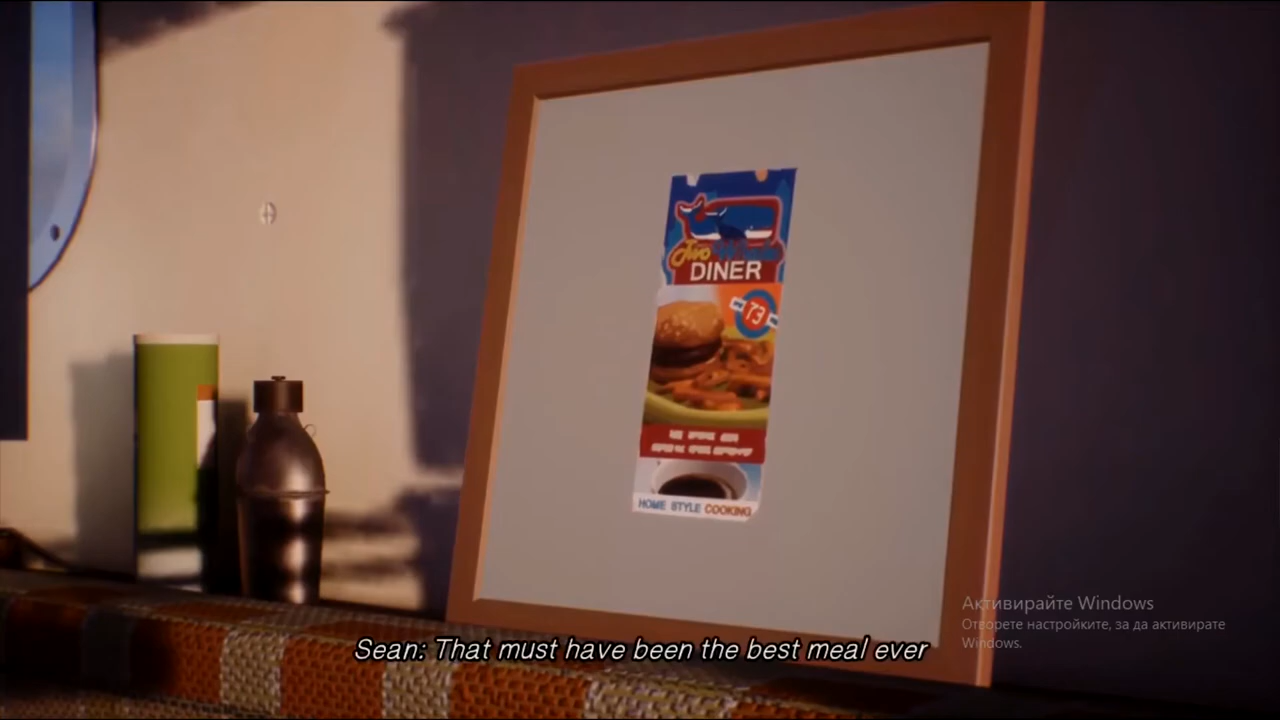 Two
DINER
73
HOME STYLE COOKING
Активирайте Windows
Отворете настройките, за да активирате
Windows.
Sean: That must have been the best meal ever